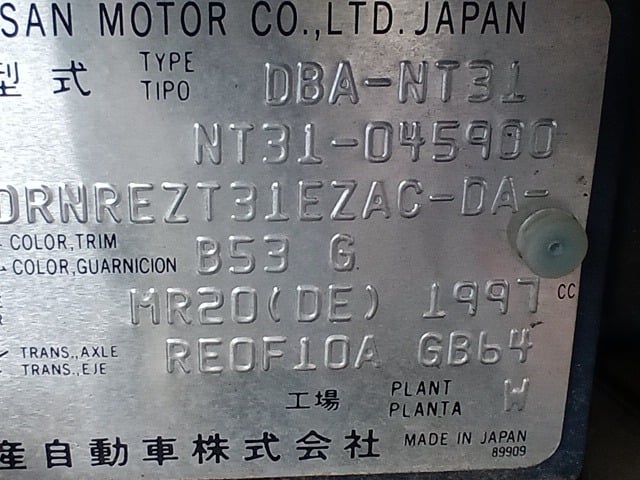 SSAN MOTOR CO.,LTD. JAPAN
型式 TYPE TIPO DBA-NT31
NT31-045900
DRNREZT31EZAC-DA-
COLOR,TRIM
COLOR,GUARNICION B53 G
MR20(DE) 1997 CC
TRANS.,AXLE
TRANS.,EJE RE0F10A GB64
工場 PLANT PLANTA W
産自動車株式会社 MADE IN JAPAN
89909